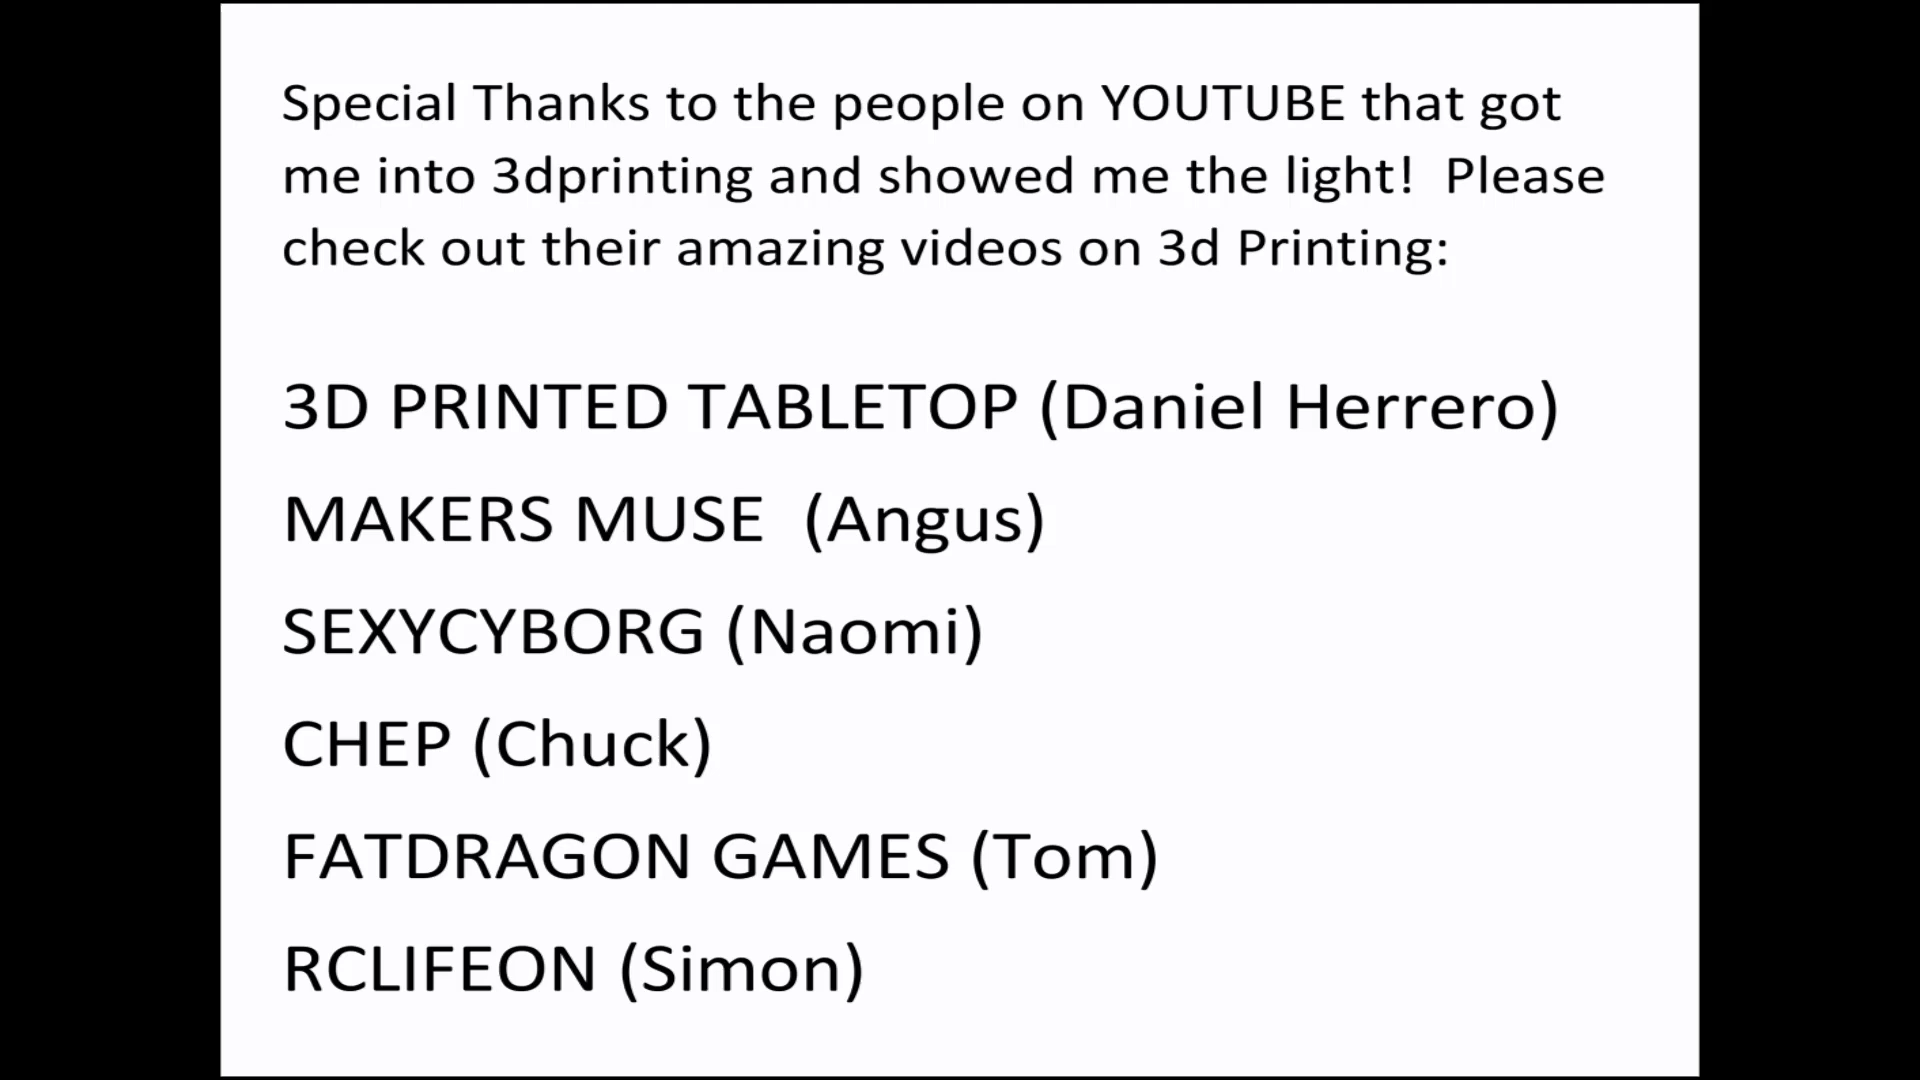 Special Thanks to the people on YOUTUBE that got
me into 3dprinting and showed me the light!  Please
check out their amazing videos on 3d Printing:
3D PRINTED TABLETOP (Daniel Herrero)
MAKERS MUSE  (Angus)
SEXYCYBORG (Naomi)
CHEP (Chuck)
FATDRAGON GAMES (Tom)
RCLIFEON (Simon)